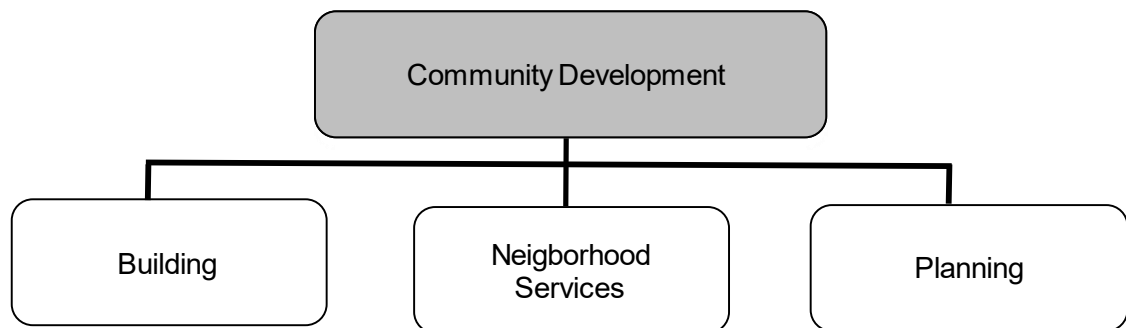 Community Development
Building
Neigborhood
Services
Planning